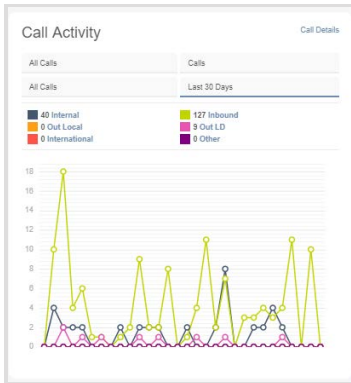 Call Activity
Call Details
All Calls
Calls
All Calls
Last 30 Days
40 Internal
127 Inbound
0 Out Local
9 Out LD
0 International
0 Other
18
16
14
12
10
8
6
4
2
0